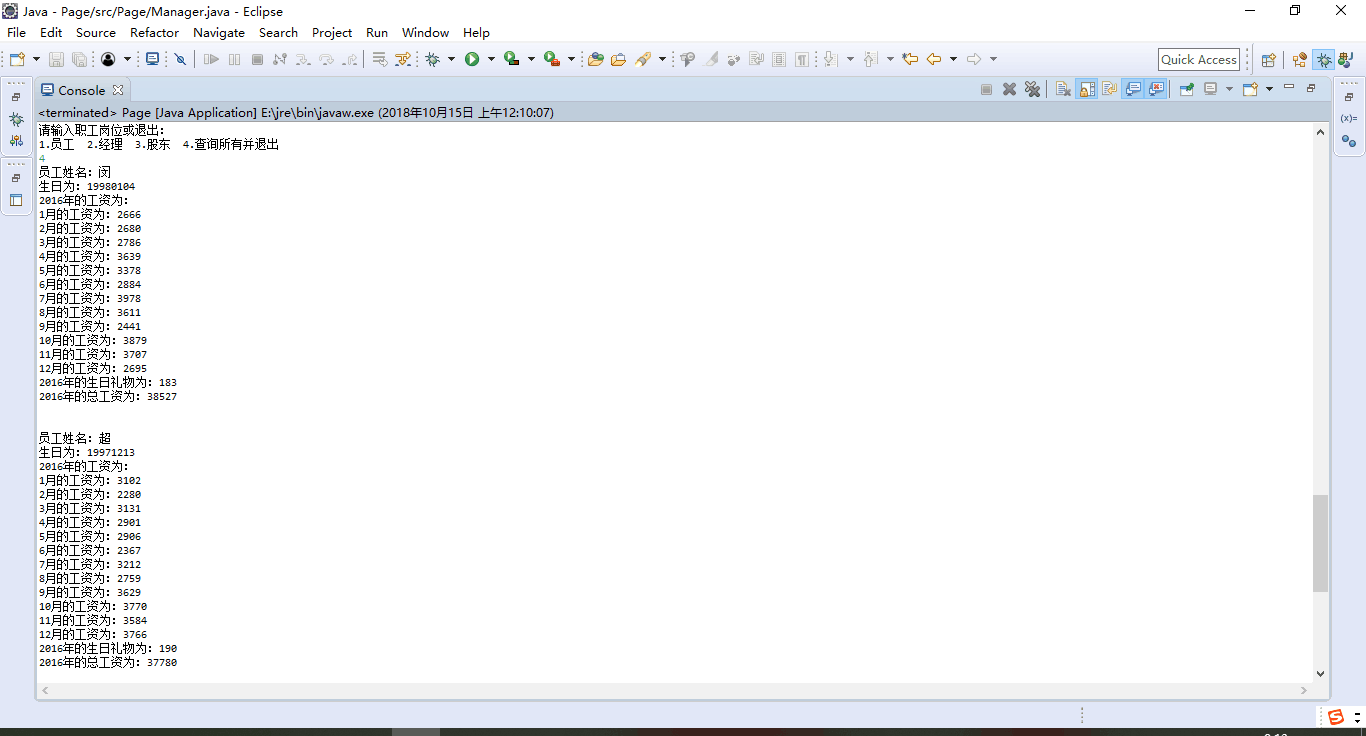 Java - Page/src/Page/Manager.java - Eclipse
File Edit Source Refactor Navigate Search Project Run Window Help
Quick Access
Console
<terminated> Page [Java Application] E:\jre\bin\javaw.exe (2018年10月15日 上午12:10:07)
请输入职工岗位或退出:
1.员工 2.经理 3.股东 4.查询所有并退出
4
员工姓名: 闵
生日为: 19980104
2016年的工资为:
1月的工资为: 2666
2月的工资为: 2680
3月的工资为: 2786
4月的工资为: 3639
5月的工资为: 3378
6月的工资为: 2884
7月的工资为: 3978
8月的工资为: 3611
9月的工资为: 2441
10月的工资为: 3879
11月的工资为: 3707
12月的工资为: 2695
2016年的生日礼物为: 183
2016年的总工资为: 38527
员工姓名: 超
生日为: 19971213
2016年的工资为:
1月的工资为: 3102
2月的工资为: 2280
3月的工资为: 3131
4月的工资为: 2901
5月的工资为: 2906
6月的工资为: 2367
7月的工资为: 3212
8月的工资为: 2759
9月的工资为: 3629
10月的工资为: 3770
11月的工资为: 3584
12月的工资为: 3766
2016年的生日礼物为: 190
2016年的总工资为: 37780